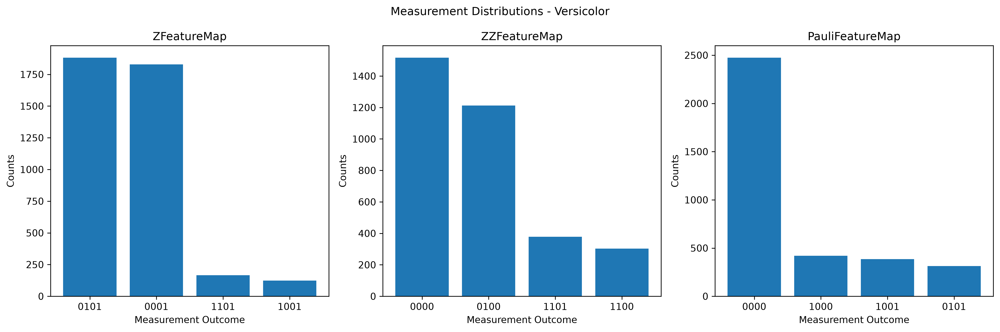 Measurement Distributions - Versicolor
ZFeatureMap
Counts
1750
1500
1250
1000
750
500
250
0
0101 0001 1101 1001
Measurement Outcome
ZZFeatureMap
Counts
1400
1200
1000
800
600
400
200
0
0000 0100 1101 1100
Measurement Outcome
PauliFeatureMap
Counts
2500
2000
1500
1000
500
0
0000 1000 1001 0101
Measurement Outcome